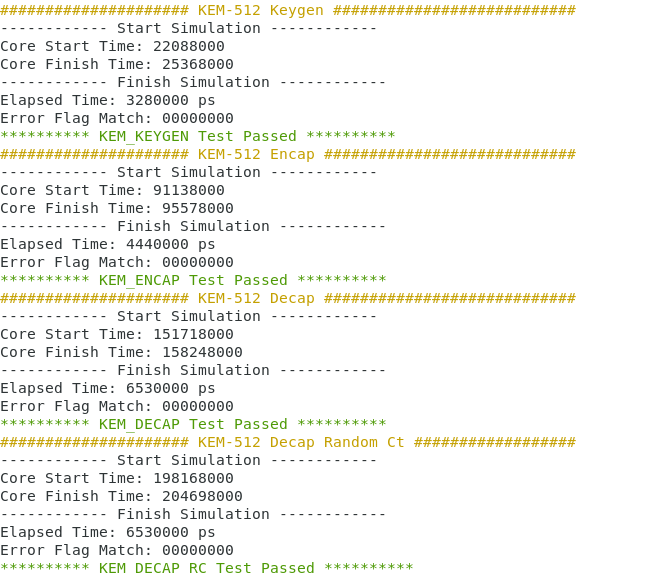 ##################### KEM-512 Keygen ###########################
------------ Start Simulation ------------
Core Start Time: 22088000
Core Finish Time: 25368000
------------ Finish Simulation ------------
Elapsed Time: 3280000 ps
Error Flag Match: 00000000
********** KEM_KEYGEN Test Passed **********
##################### KEM-512 Encap ############################
------------ Start Simulation ------------
Core Start Time: 91138000
Core Finish Time: 95578000
------------ Finish Simulation ------------
Elapsed Time: 4440000 ps
Error Flag Match: 00000000
********** KEM_ENCAP Test Passed **********
##################### KEM-512 Decap ############################
------------ Start Simulation ------------
Core Start Time: 151718000
Core Finish Time: 158248000
------------ Finish Simulation ------------
Elapsed Time: 6530000 ps
Error Flag Match: 00000000
********** KEM_DECAP Test Passed **********
##################### KEM-512 Decap Random Ct ##################
------------ Start Simulation ------------
Core Start Time: 198168000
Core Finish Time: 204698000
------------ Finish Simulation ------------
Elapsed Time: 6530000 ps
Error Flag Match: 00000000
********** KEM_DECAP_RC Test Passed **********